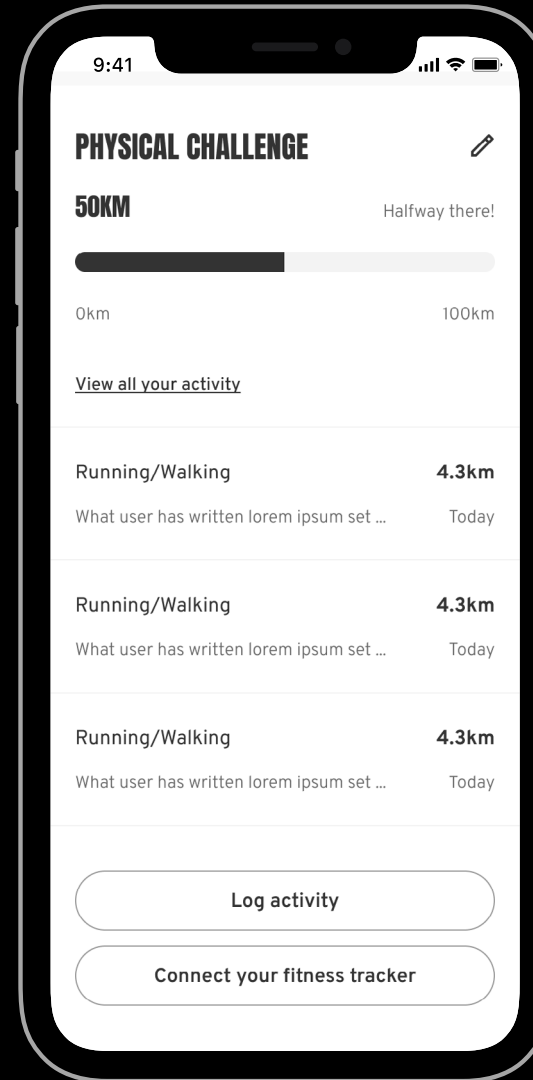 9:41
PHYSICAL CHALLENGE
50KM
Halfway there!
0km
100km
View all your activity
Running/Walking
4.3km
What user has written lorem ipsum set ...
Today
Running/Walking
4.3km
What user has written lorem ipsum set ...
Today
Running/Walking
4.3km
What user has written lorem ipsum set ...
Today
Log activity
Connect your fitness tracker